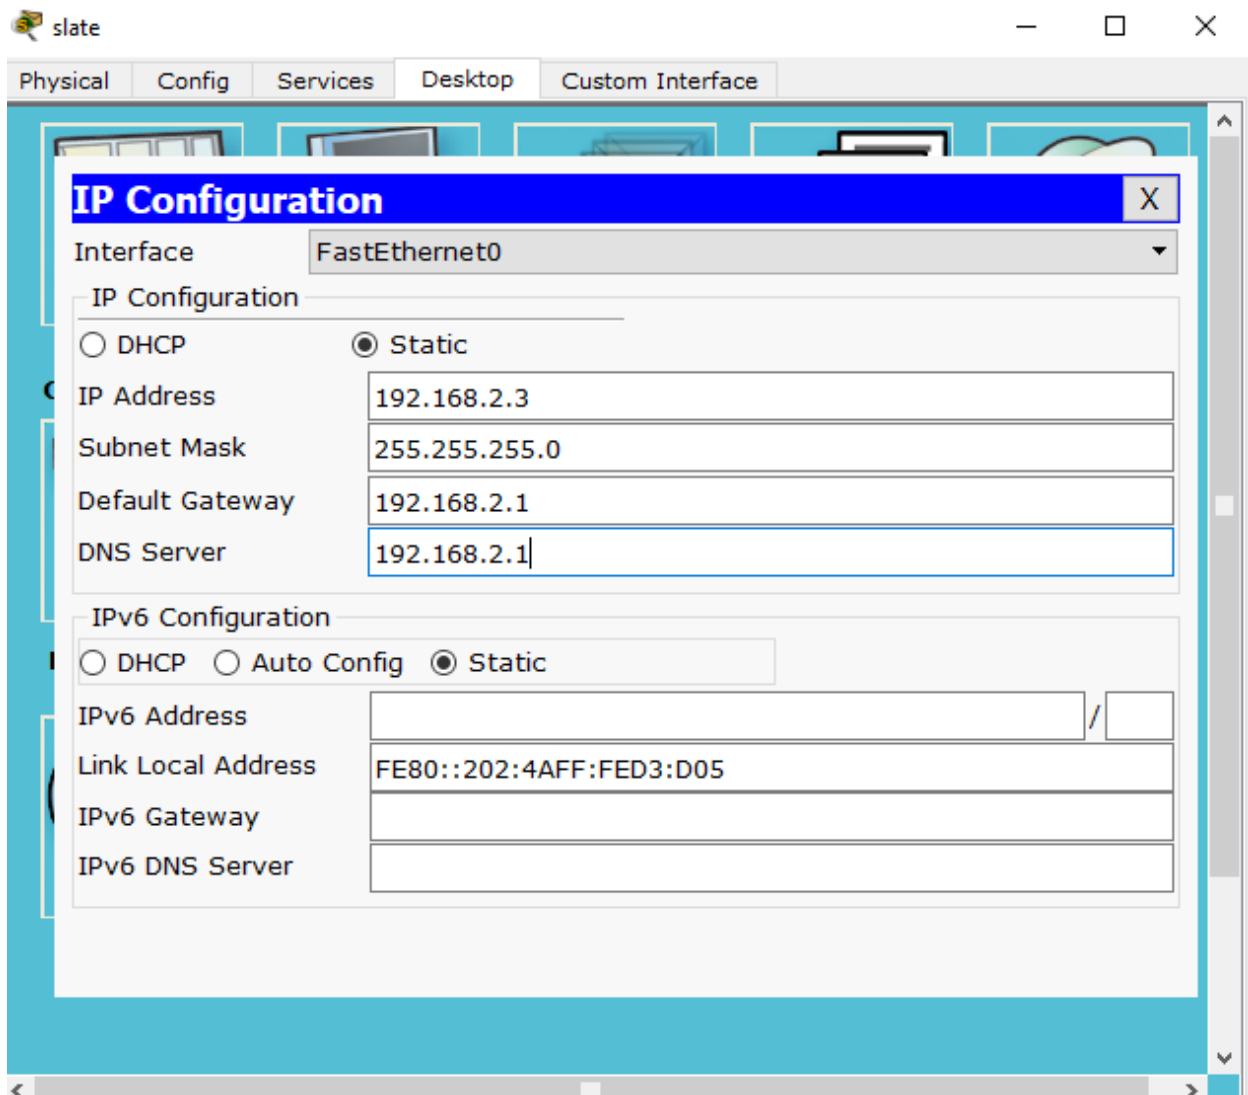 slate
Physical Config Services Desktop Custom Interface
IP Configuration X
Interface FastEthernet0
IP Configuration
DHCP Static
IP Address 192.168.2.3
Subnet Mask 255.255.255.0
Default Gateway 192.168.2.1
DNS Server 192.168.2.1
IPv6 Configuration
DHCP Auto Config Static
IPv6 Address /
Link Local Address FE80::202:4AFF:FED3:D05
IPv6 Gateway
IPv6 DNS Server